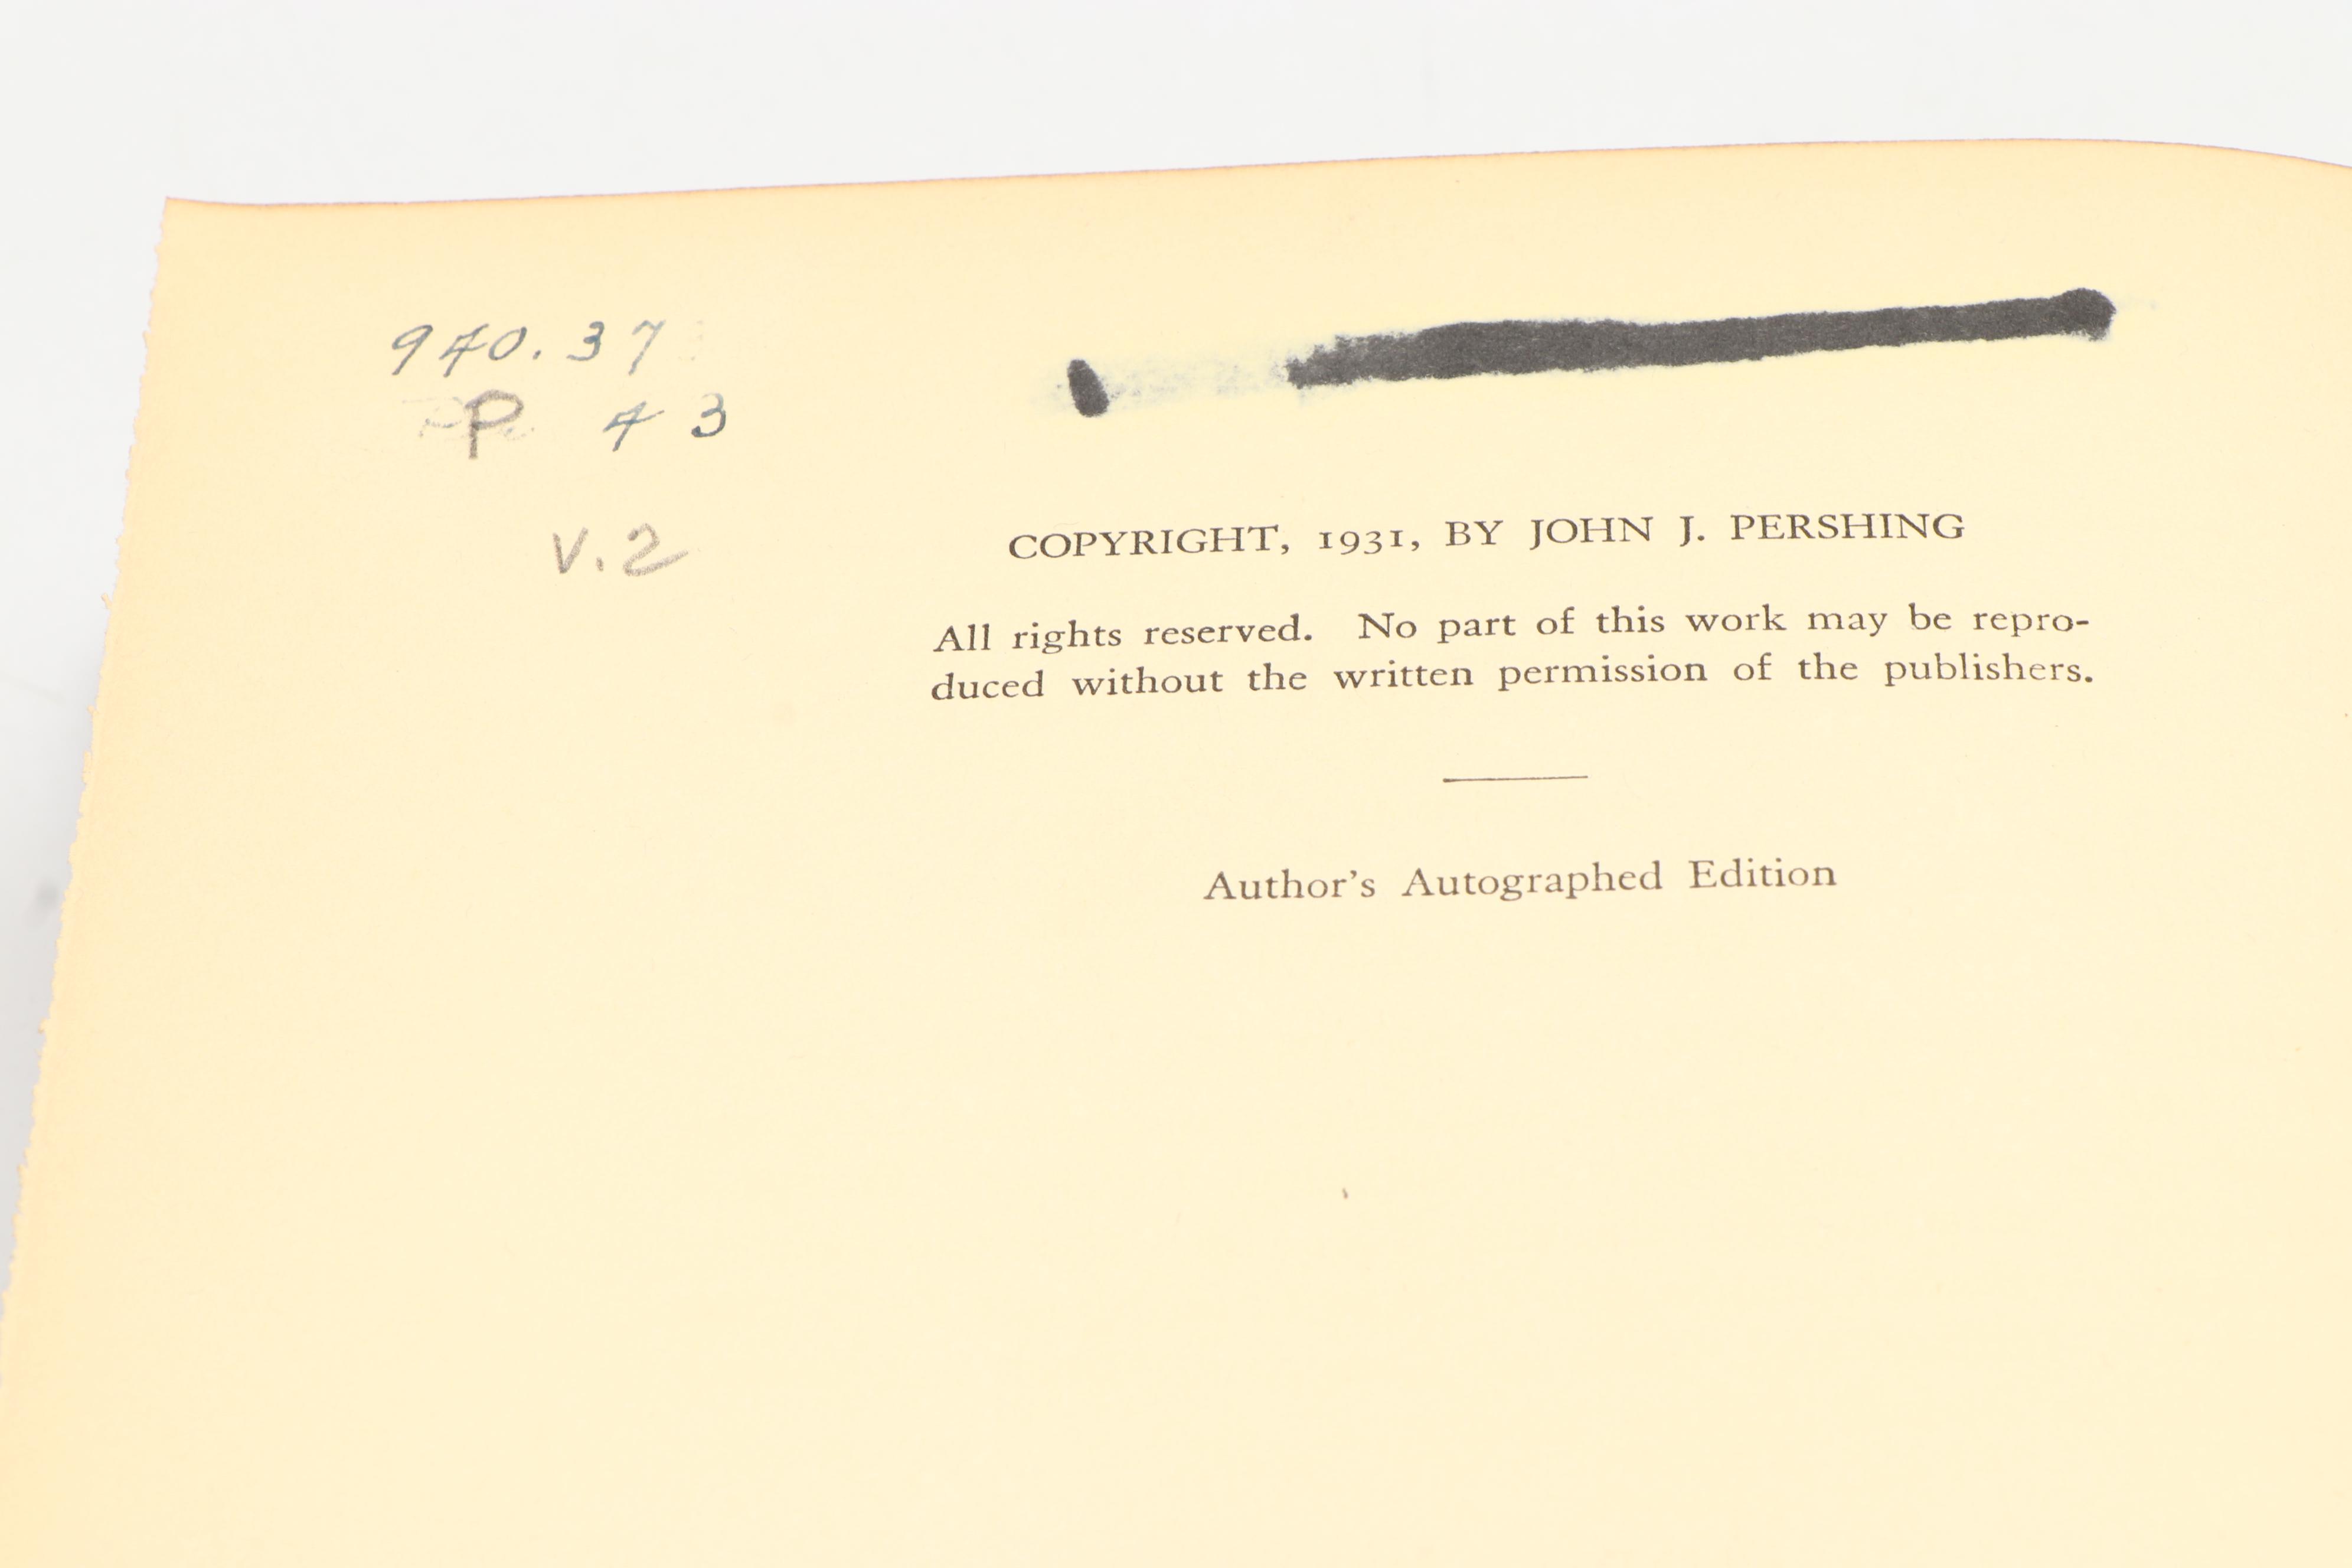 940.37
P 43
v.2
COPYRIGHT, 1931, BY JOHN J. PERSHING
All rights reserved. No part of this work may be repro-
duced without the written permission of the publishers.
Author's Autographed Edition